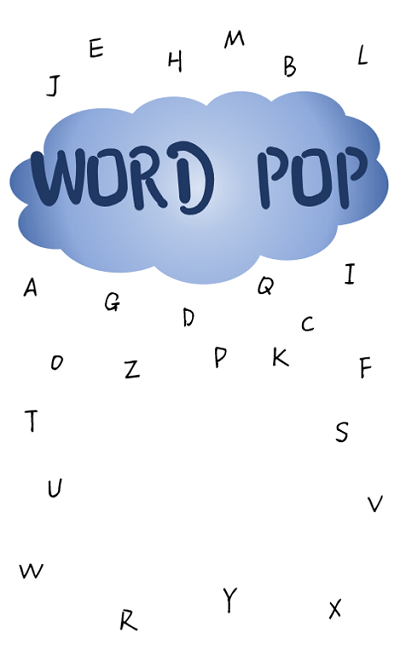 E H M B L
J
WORD POP
A G D Q I
C
O Z P K F
T S
U V
W
R Y X